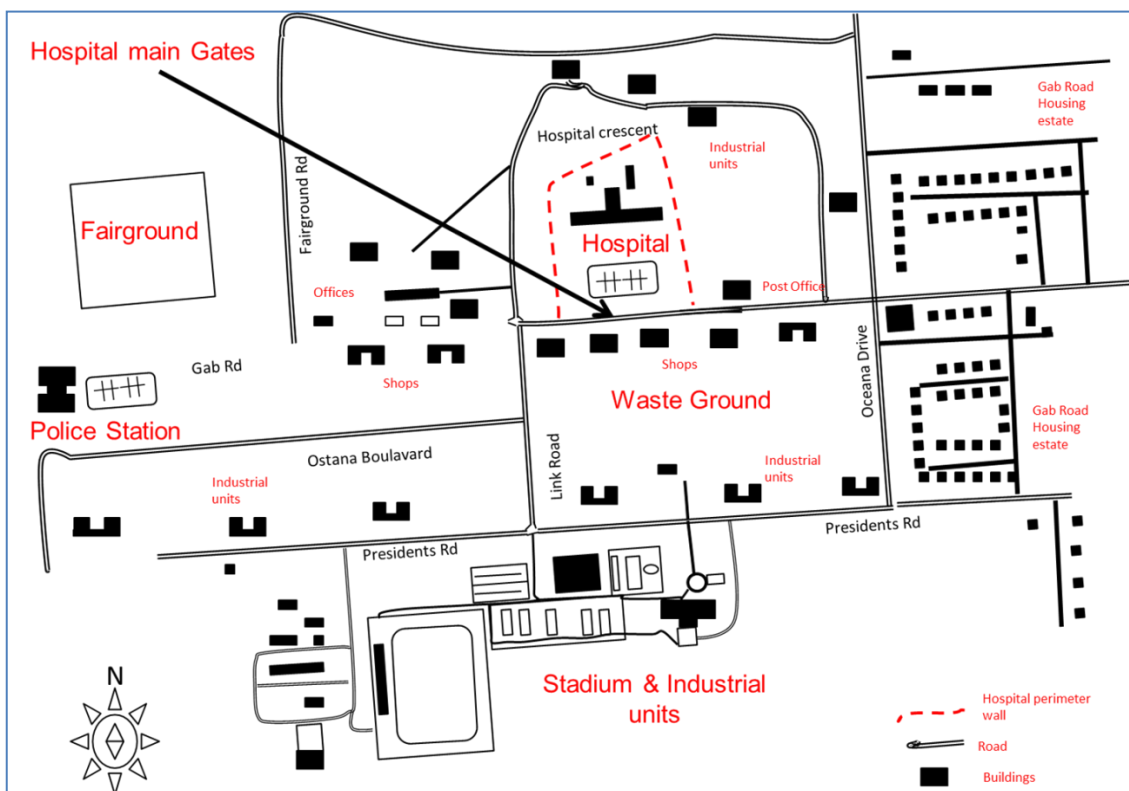 Hospital main Gates
Gab Road
Housing
estate
Hospital crescent
Industrial
units
Fairground Rd
Fairground
Hospital
Offices
Post Office
Gab Rd
Shops
Shops
Oceana Drive
Waste Ground
Gab Road
Housing
estate
Police Station
Ostana Boulavard
Link Road
Industrial
units
Industrial
units
Presidents Rd
Presidents Rd
N
Stadium & Industrial
units
Hospital perimeter
wall
Road
Buildings